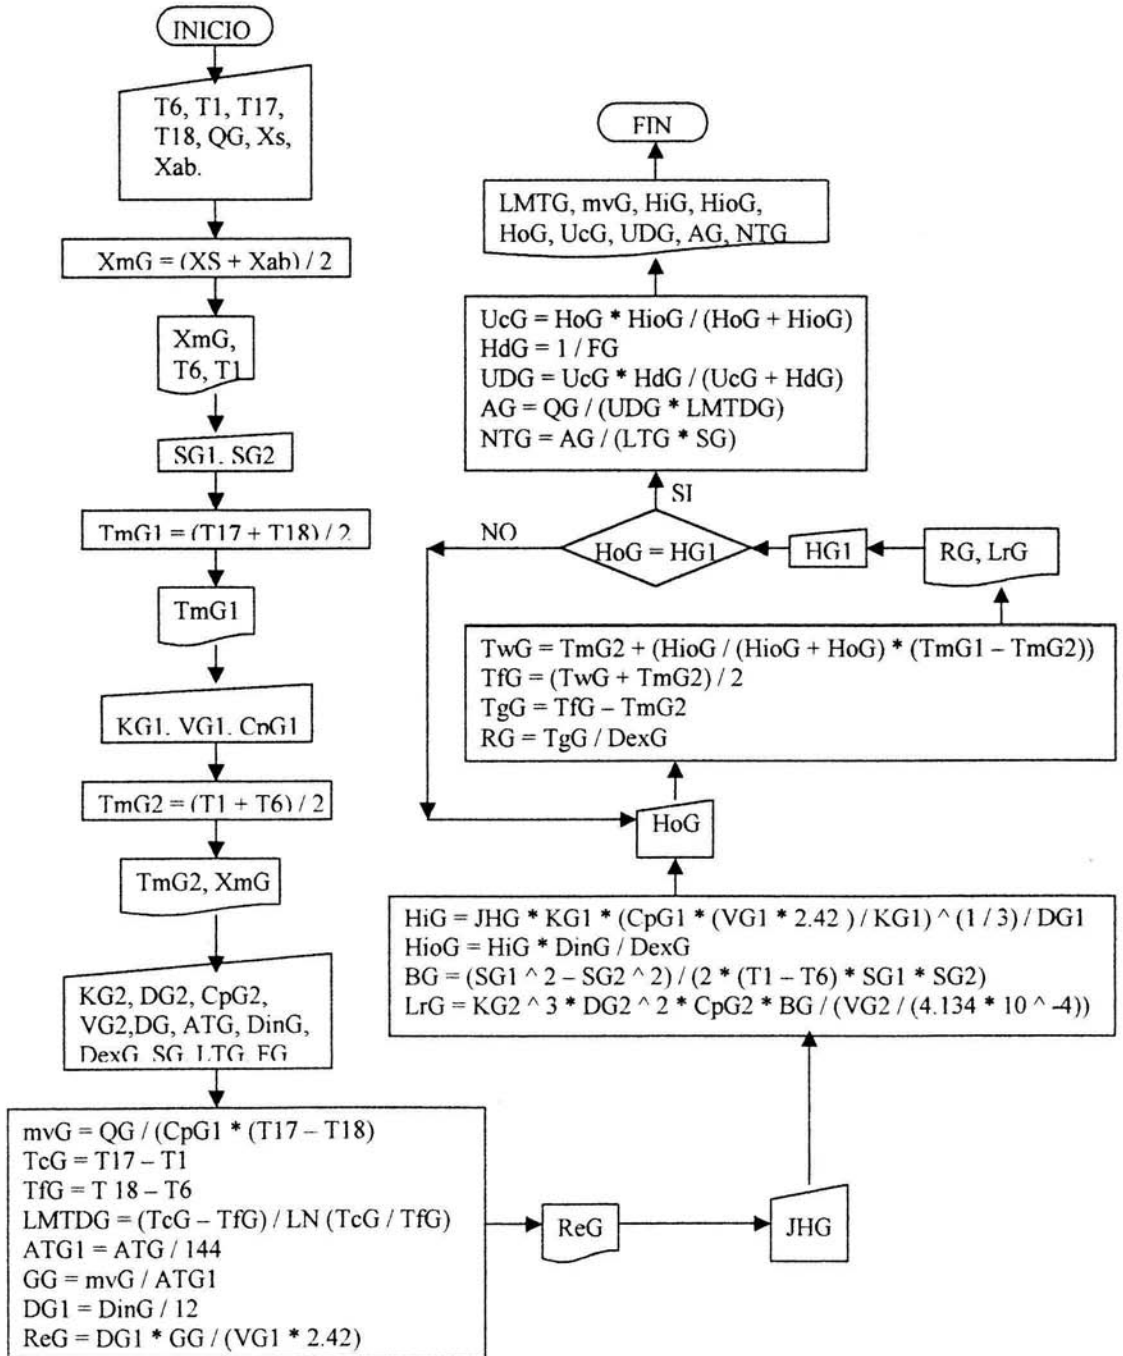 INICIO
T6, T1, T17,
T18, QG, Xs,
Xab.
XmG = (XS + Xab) / 2
XmG,
T6, T1
SG1. SG2
TmG1 = (T17 + T18) / 2
TmG1
KG1. VG1. CpG1
TmG2 = (T1 + T6) / 2
TmG2, XmG
KG2, DG2, CpG2,
VG2,DG, ATG, DinG,
DexG SG LTG FG
mvG = QG / (CpG1 * (T17 – T18)
TcG = T17 – T1
TfG = T 18 – T6
LMTDG = (TcG – TfG) / LN (TcG / TfG)
ATG1 = ATG / 144
GG = mvG / ATG1
DG1 = DinG / 12
ReG = DG1 * GG / (VG1 * 2.42)
ReG
JHG
HiG = JHG * KG1 * (CpG1 * (VG1 * 2.42 ) / KG1) ^ (1 / 3) / DG1
HioG = HiG * DinG / DexG
BG = (SG1 ^ 2 – SG2 ^ 2) / (2 * (T1 – T6) * SG1 * SG2)
LrG = KG2 ^ 3 * DG2 ^ 2 * CpG2 * BG / (VG2 / (4.134 * 10 ^ -4))
HoG
TwG = TmG2 + (HioG / (HioG + HoG) * (TmG1 – TmG2))
TfG = (TwG + TmG2) / 2
TgG = TfG – TmG2
RG = TgG / DexG
RG, LrG
HG1
HoG = HG1
NO
SI
UcG = HoG * HioG / (HoG + HioG)
HdG = 1 / FG
UDG = UcG * HdG / (UcG + HdG)
AG = QG / (UDG * LMTDG)
NTG = AG / (LTG * SG)
LMTG, mvG, HiG, HioG,
HoG, UcG, UDG, AG, NTG
FIN